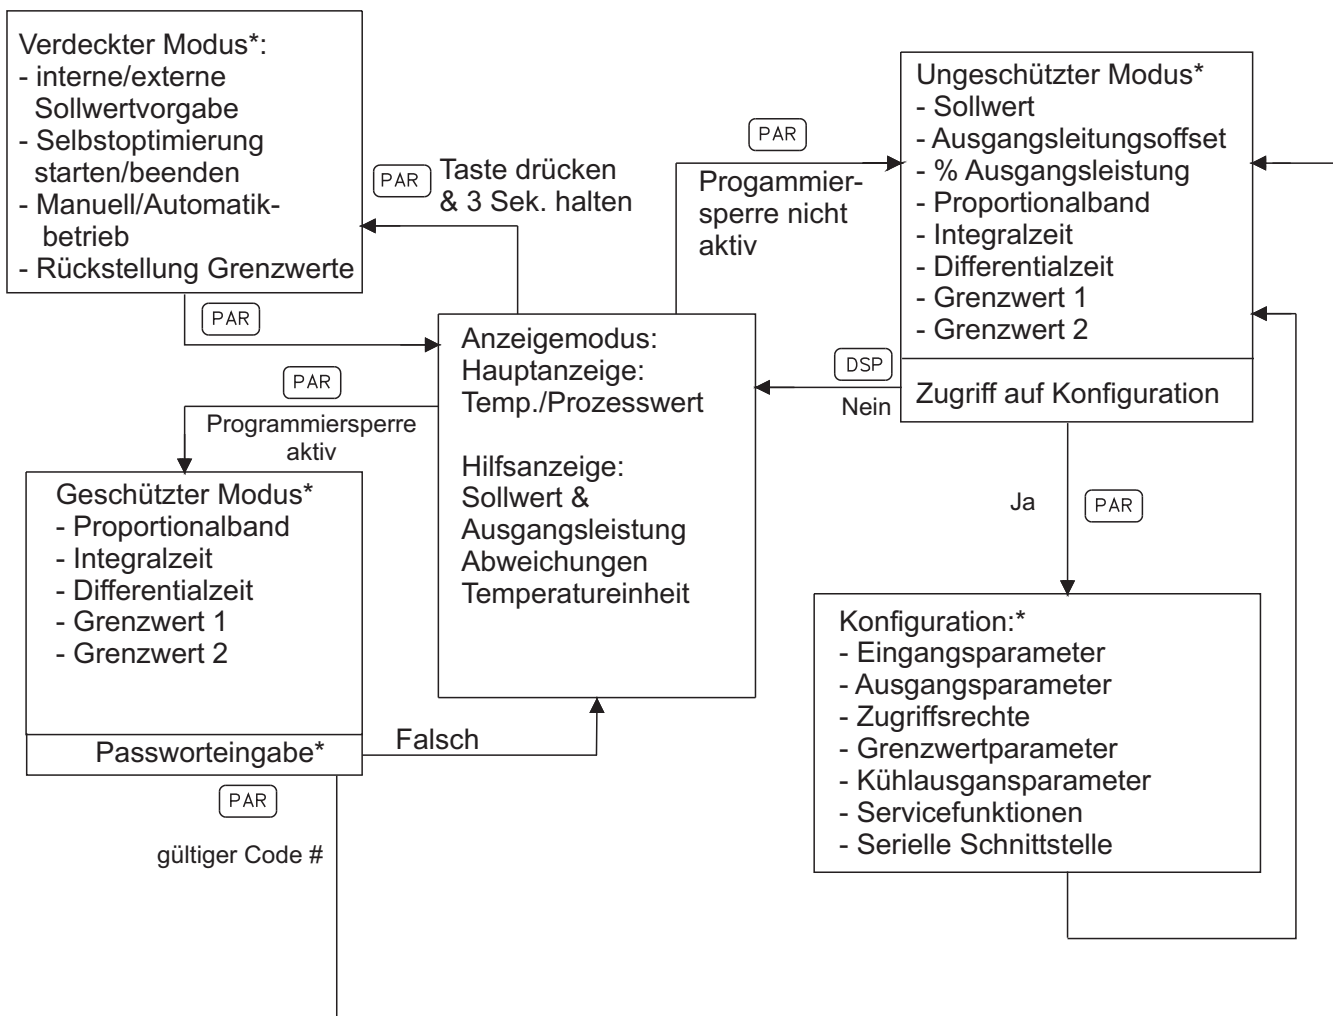 Verdeckter Modus*:
- interne/externe
Sollwertvorgabe
- Selbstoptimierung
starten/beenden
- Manuell/Automatik-
betrieb
- Rückstellung Grenzwerte
PAR
Taste drücken
& 3 Sek. halten
PAR
PAR
Progammier-
sperre nicht
aktiv
Ungeschützter Modus*
- Sollwert
- Ausgangsleitungsoffset
- % Ausgangsleistung
- Proportionalband
- Integralzeit
- Differentialzeit
- Grenzwert 1
- Grenzwert 2
Zugriff auf Konfiguration
DSP
Nein
Anzeigemodus:
Hauptanzeige:
Temp./Prozesswert
Hilfsanzeige:
Sollwert &
Ausgangsleistung
Abweichungen
Temperatureinheit
PAR
Programmiersperre
aktiv
Geschützter Modus*
- Proportionalband
- Integralzeit
- Differentialzeit
- Grenzwert 1
- Grenzwert 2
Passworteingabe*
Falsch
PAR
gültiger Code #
Ja
PAR
Konfiguration:*
- Eingangsparameter
- Ausgangsparameter
- Zugriffsrechte
- Grenzwertparameter
- Kühlausgansparameter
- Servicefunktionen
- Serielle Schnittstelle